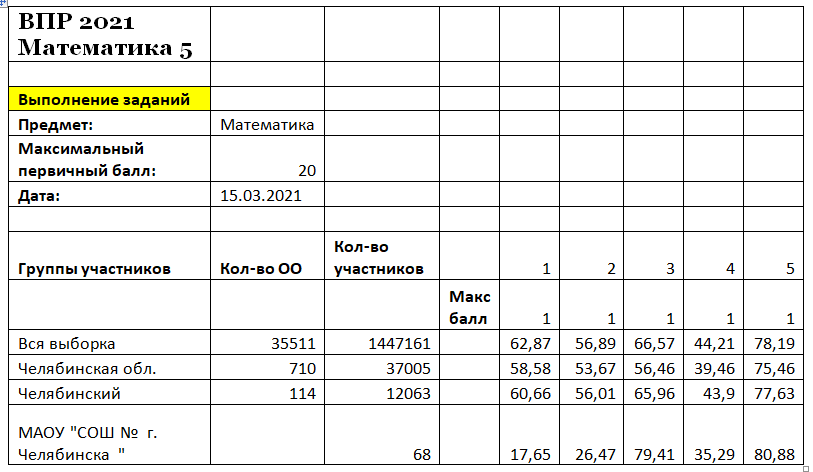 ВПР 2021
Математика 5
Выполнение заданий
Предмет: Математика
Максимальный
первичный балл: 20
Дата: 15.03.2021
Кол-во
Группы участников Кол-во ОО участников 1 2 3 4 5
Макс
балл 1 1 1 1 1
Вся выборка 35511 1447161 62,87 56,89 66,57 44,21 78,19
Челябинская обл. 710 37005 58,58 53,67 56,46 39,46 75,46
Челябинский 114 12063 60,66 56,01 65,96 43,9 77,63
МАОУ "СОШ № г.
Челябинска " 68 17,65 26,47 79,41 35,29 80,88